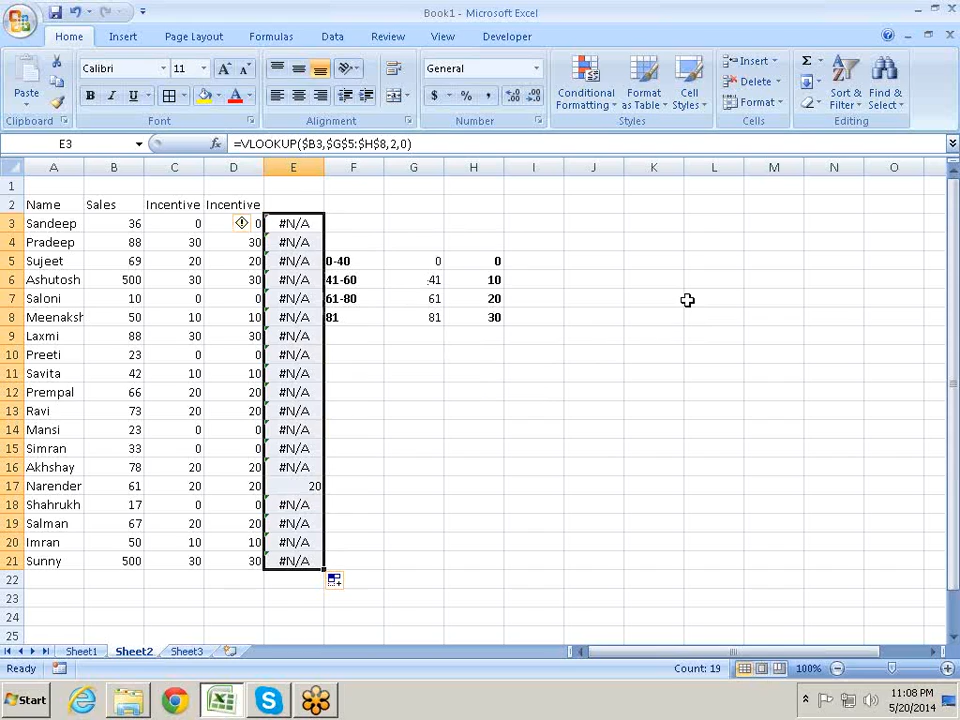 Book1 - Microsoft Excel
Home Insert Page Layout Formulas Data Review View Developer
Paste
Calibri 11 A A
B I U A
General
$ % ,
Conditional Formatting
Format as Table
Cell Styles
Insert
Delete
Format
Σ
Sort & Filter
Find & Select
Clipboard Font Alignment Number Styles Cells Editing
E3 fx =VLOOKUP($B3,$G$5:$H$8,2,0)
A B C D E F G H I J K L M N O
1
2 Name Sales Incentive Incentive
3 Sandeep 36 0 0 #N/A
4 Pradeep 88 30 30 #N/A
5 Sujeet 69 20 20 #N/A 0-40 0 0
6 Ashutosh 500 30 30 #N/A 41-60 41 10
7 Saloni 10 0 0 #N/A 61-80 61 20
8 Meenaksh 50 10 10 #N/A 81 81 30
9 Laxmi 88 30 30 #N/A
10 Preeti 23 0 0 #N/A
11 Savita 42 10 10 #N/A
12 Prempal 66 20 20 #N/A
13 Ravi 73 20 20 #N/A
14 Mansi 23 0 0 #N/A
15 Simran 33 0 0 #N/A
16 Akhshay 78 20 20 #N/A
17 Narender 61 20 20 20
18 Shahrukh 17 0 0 #N/A
19 Salman 67 20 20 #N/A
20 Imran 50 10 10 #N/A
21 Sunny 500 30 30 #N/A
22
23
24
25
Sheet1 Sheet2 Sheet3
Ready Count: 19 100%
Start 11:08 PM
5/20/2014